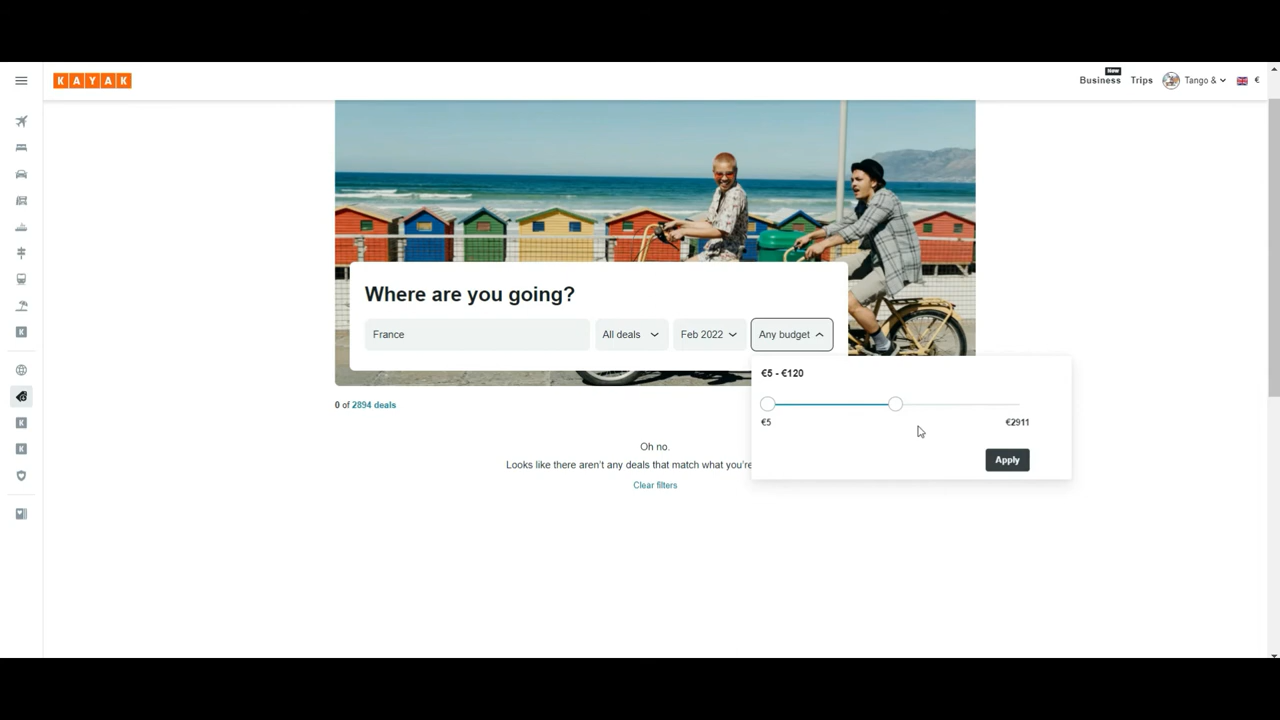 KAYAK
New
Business Trips Tango & €
Where are you going?
France All deals Feb 2022 Any budget
€5 - €120
€5 €2911
Apply
0 of 2894 deals
Oh no.
Looks like there aren't any deals that match what you're
Clear filters
K
K
K